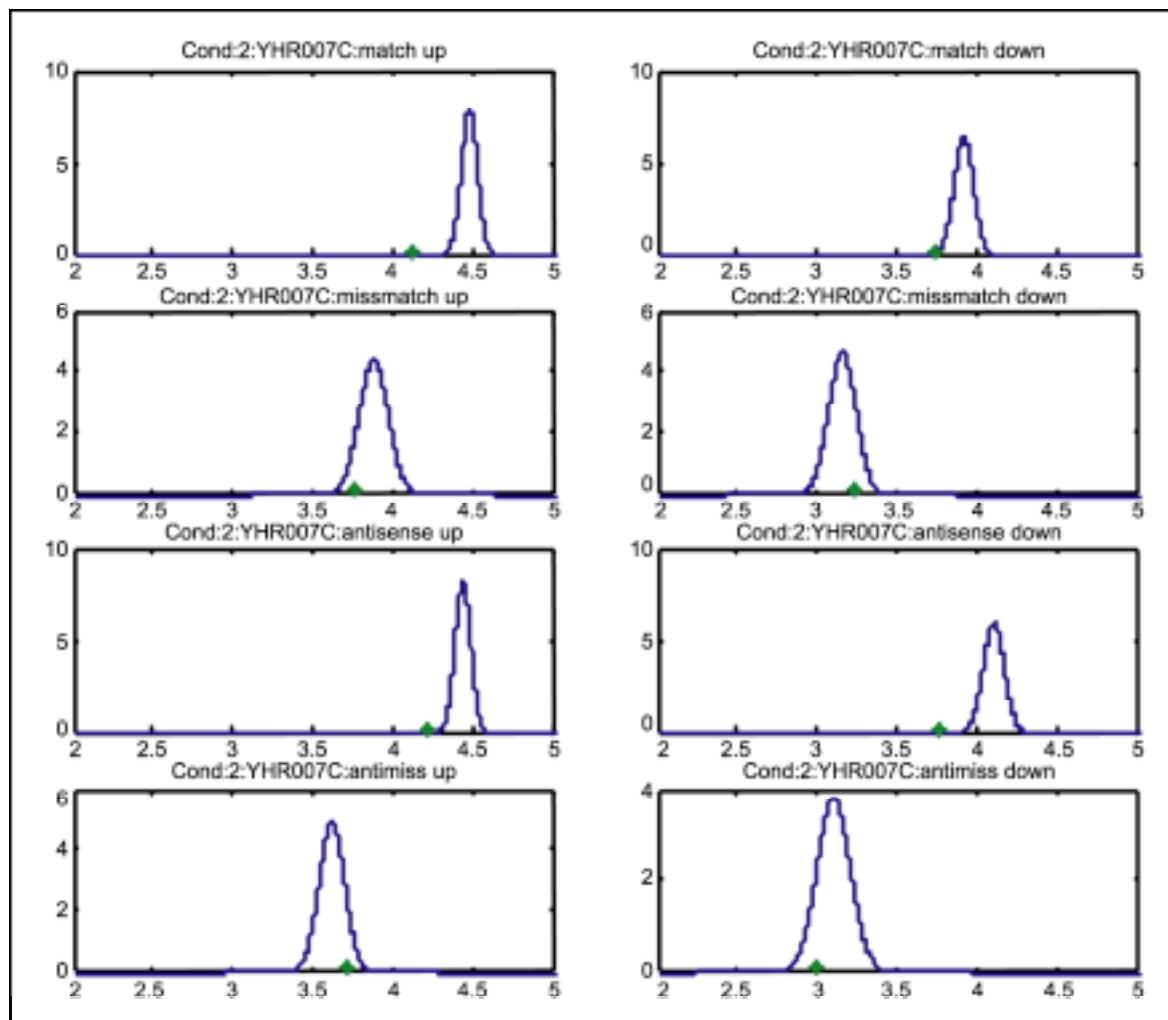 Cond:2:YHR007C:match up
10
5
0
2 2.5 3 3.5 4 4.5 5
Cond:2:YHR007C:match down
10
5
0
2 2.5 3 3.5 4 4.5 5
Cond:2:YHR007C:missmatch up
6
4
2
0
2 2.5 3 3.5 4 4.5 5
Cond:2:YHR007C:missmatch down
6
4
2
0
2 2.5 3 3.5 4 4.5 5
Cond:2:YHR007C:antisense up
10
5
0
2 2.5 3 3.5 4 4.5 5
Cond:2:YHR007C:antisense down
10
5
0
2 2.5 3 3.5 4 4.5 5
Cond:2:YHR007C:antimiss up
6
4
2
0
2 2.5 3 3.5 4 4.5 5
Cond:2:YHR007C:antimiss down
4
2
0
2 2.5 3 3.5 4 4.5 5